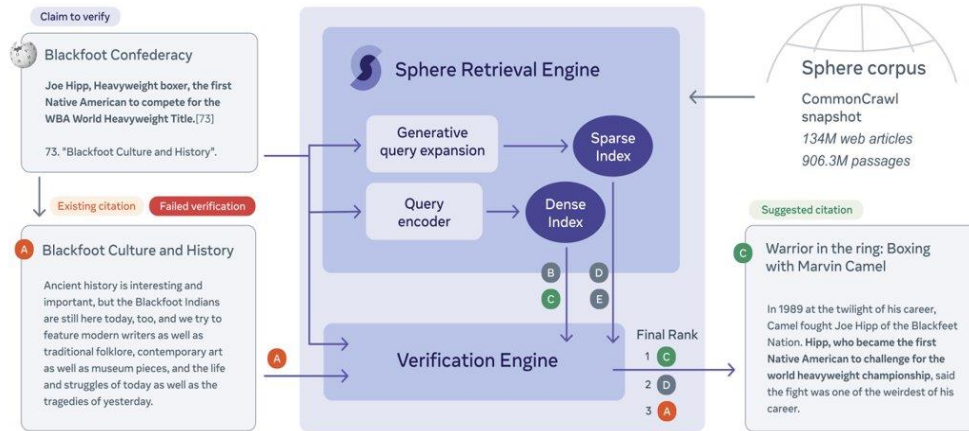 Claim to verify
Blackfoot Confederacy
Joe Hipp, Heavyweight boxer, the first
Native American to compete for the
WBA World Heavyweight Title.[73]
73. "Blackfoot Culture and History".
Existing citation
Failed verification
A
Blackfoot Culture and History
Ancient history is interesting and
important, but the Blackfoot Indians
are still here today, too, and we try to
feature modern writers as well as
traditional folklore, contemporary art
as well as museum pieces, and the life
and struggles of today as well as the
tragedies of yesterday.
A
Sphere Retrieval Engine
Generative
query expansion
Sparse
Index
Query
encoder
Dense
Index
B
D
C
E
Verification Engine
Final Rank
1 C
2 D
3 A
Sphere corpus
CommonCrawl
snapshot
134M web articles
906.3M passages
Suggested citation
C
Warrior in the ring: Boxing
with Marvin Camel
In 1989 at the twilight of his career,
Camel fought Joe Hipp of the Blackfeet
Nation. Hipp, who became the first
Native American to challenge for the
world heavyweight championship, said
the fight was one of the weirdest of his
career.